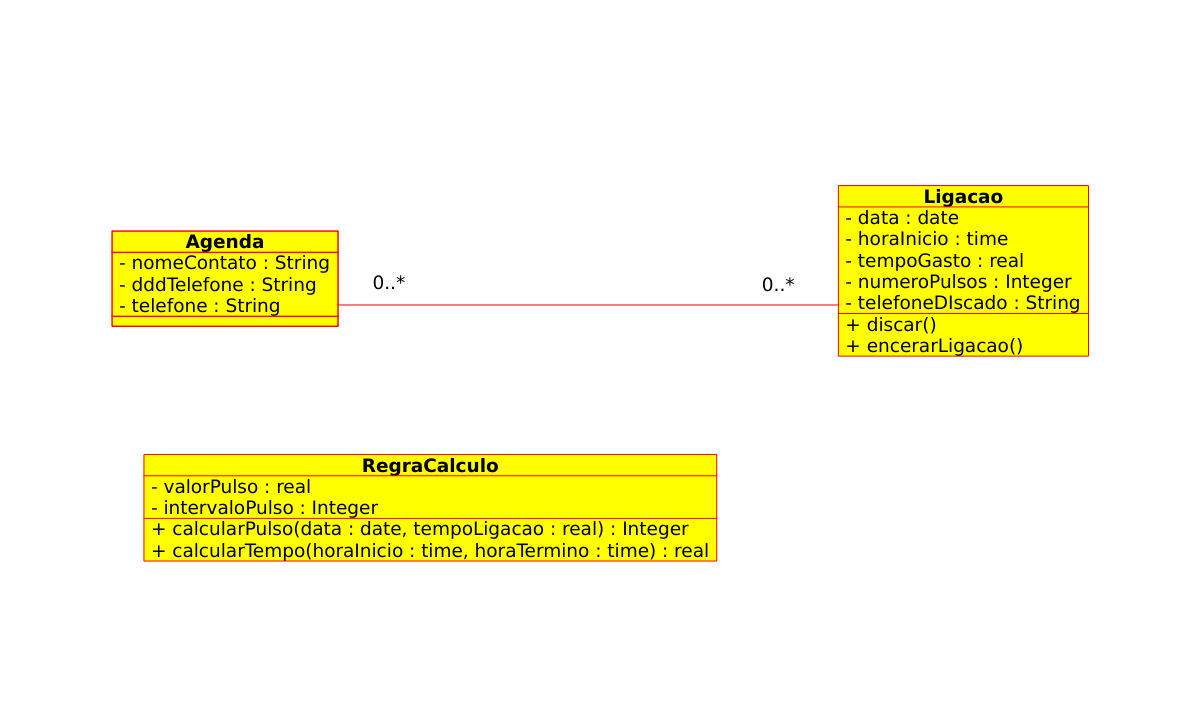 Agenda
- nomeContato : String
- dddTelefone : String
- telefone : String
0..*
0..*
Ligacao
- data : date
- horaInicio : time
- tempoGasto : real
- numeroPulsos : Integer
- telefoneDIscado : String
+ discar()
+ encerarLigacao()
RegraCalculo
- valorPulso : real
- intervaloPulso : Integer
+ calcularPulso(data : date, tempoLigacao : real) : Integer
+ calcularTempo(horaInicio : time, horaTermino : time) : real